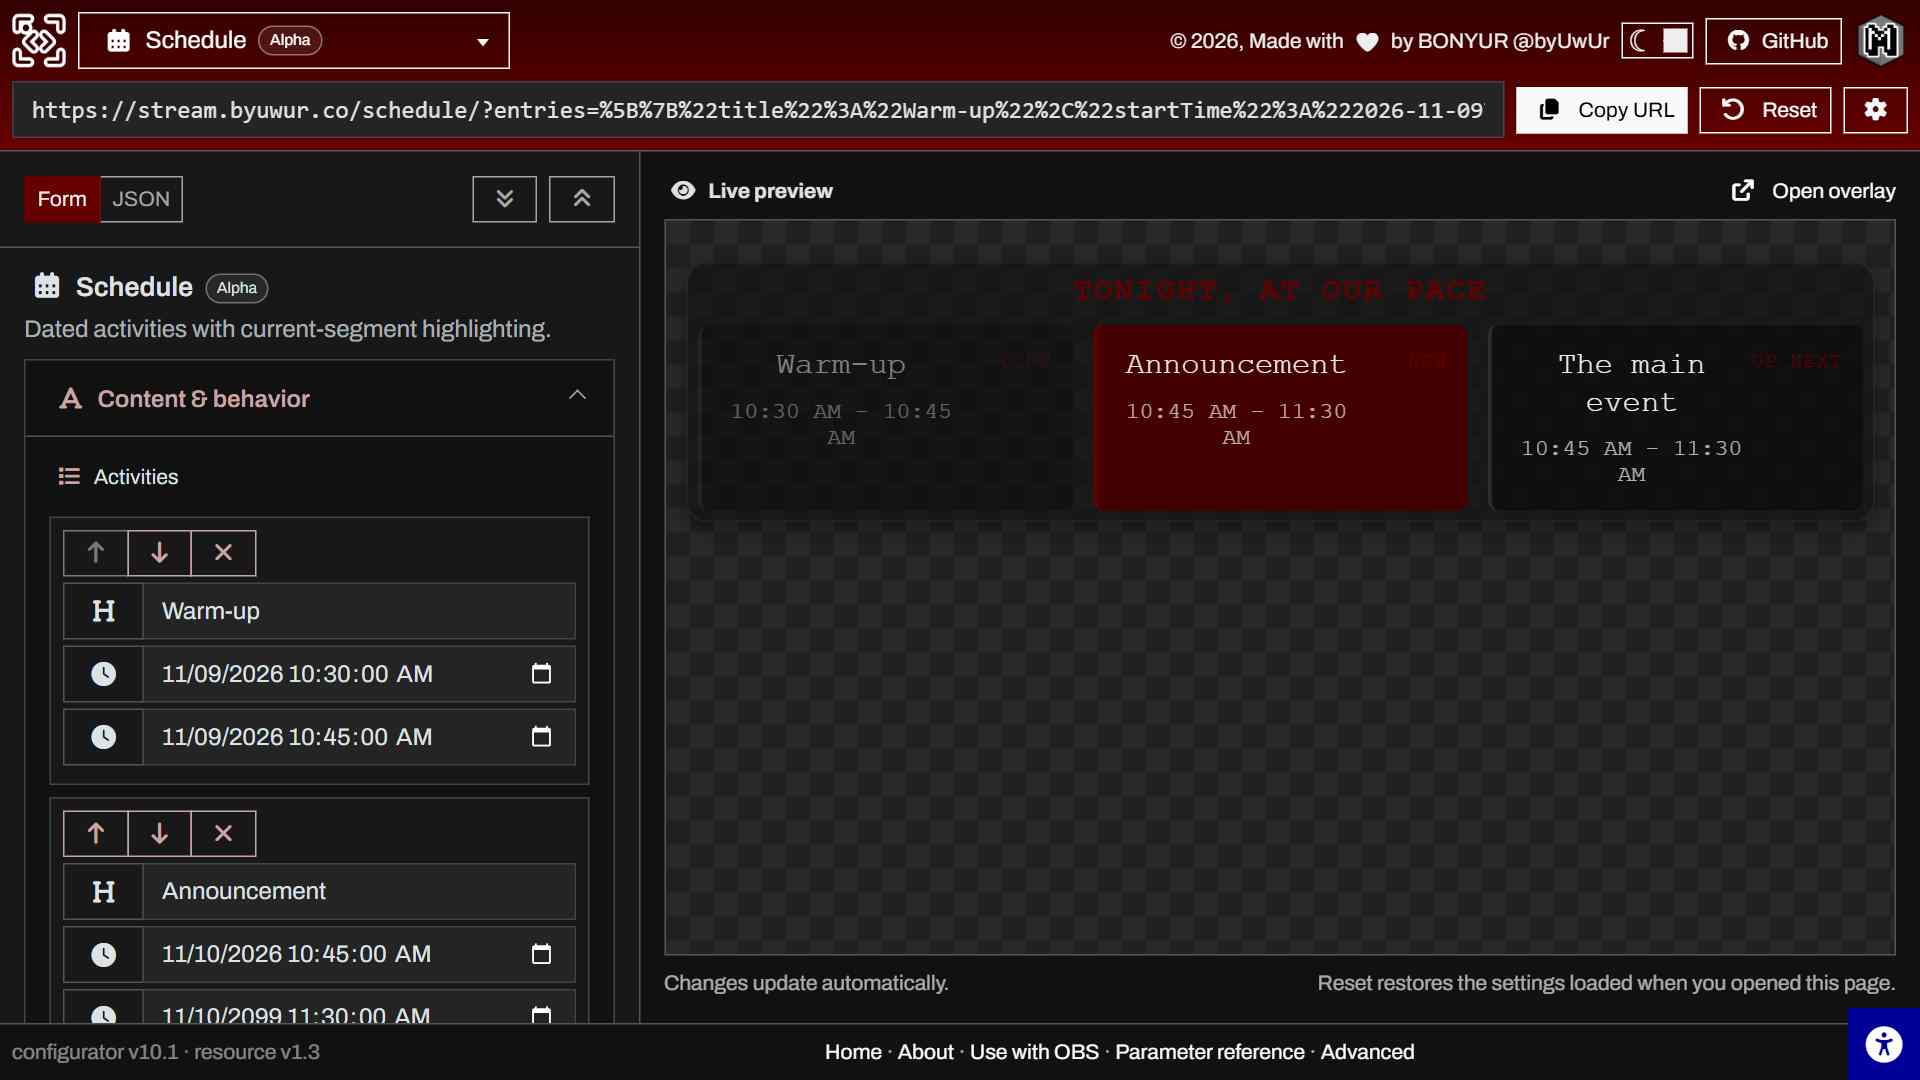 Schedule Alpha
© 2026, Made with by BONYUR @byUwUr
GitHub
https://stream.byuwur.co/schedule/?entries=%5B%7B%22title%22%3A%22Warm-up%22%2C%22startTime%22%3A%222026-11-09
Copy URL
Reset
Form
JSON
Live preview
Open overlay
Schedule Alpha
Dated activities with current-segment highlighting.
Content & behavior
Activities
Warm-up
11/09/2026 10:30:00 AM
11/09/2026 10:45:00 AM
Announcement
11/10/2026 10:45:00 AM
11/10/2099 11:30:00 AM
TONIGHT, AT OUR PACE
Warm-up
10:30 AM – 10:45
AM
Announcement
NOW
10:45 AM – 11:30
AM
The main
event
UP NEXT
10:45 AM – 11:30
AM
Changes update automatically.
Reset restores the settings loaded when you opened this page.
configurator v10.1 · resource v1.3
Home · About · Use with OBS · Parameter reference · Advanced